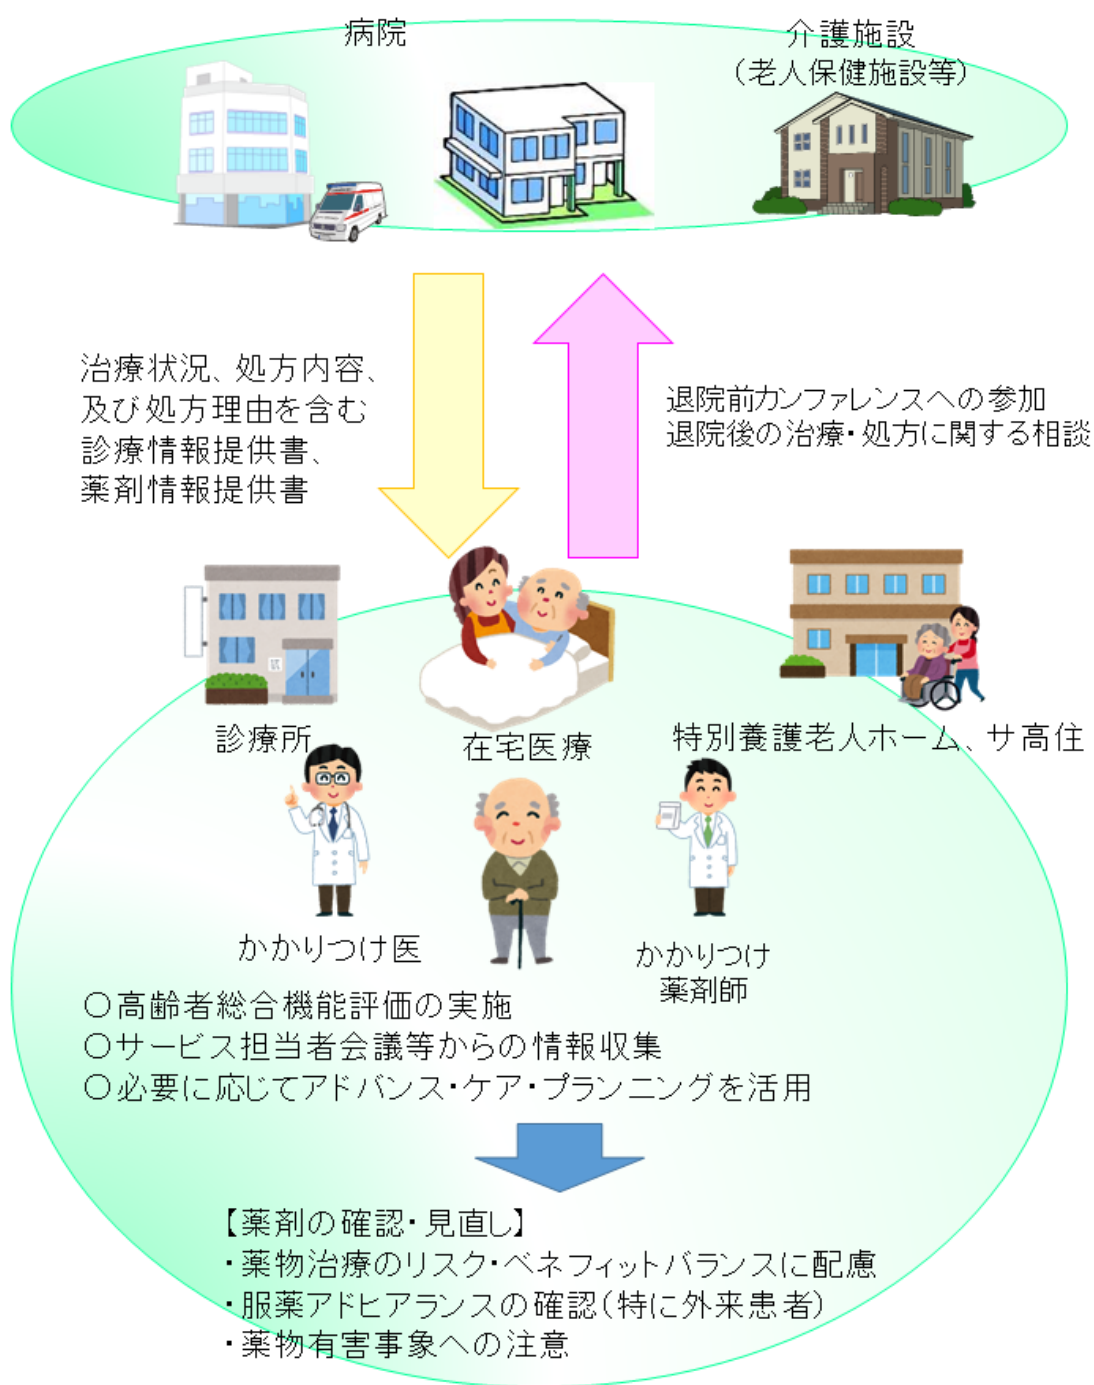 病院
介護施設
（老人保健施設等）
治療状況、処方内容、
及び処方理由を含む
診療情報提供書、
薬剤情報提供書
退院前カンファレンスへの参加
退院後の治療・処方に関する相談
診療所
在宅医療
特別養護老人ホーム、サ高住
かかりつけ医
かかりつけ
薬剤師
〇高齢者総合機能評価の実施
〇サービス担当者会議等からの情報収集
〇必要に応じてアドバンス・ケア・プランニングを活用
【薬剤の確認・見直し】
・薬物治療のリスク・ベネフィットバランスに配慮
・服薬アドヒアランスの確認（特に外来患者）
・薬物有害事象への注意